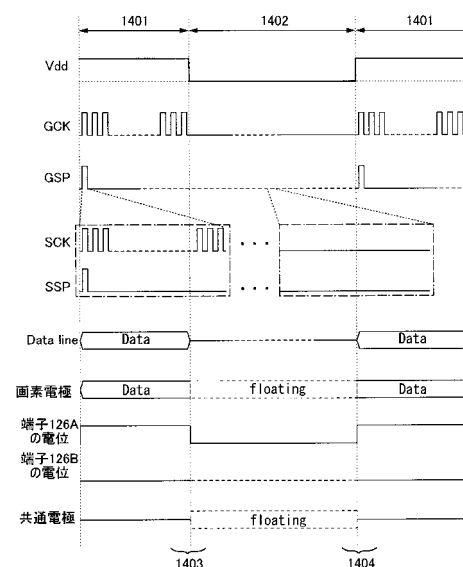 1401 1402 1401
Vdd
GCK
GSP
SCK
SSP
Data line Data Data
画素電極 Data floating Data
端子126A
の電位
端子126B
の電位
共通電極 floating
1403 1404